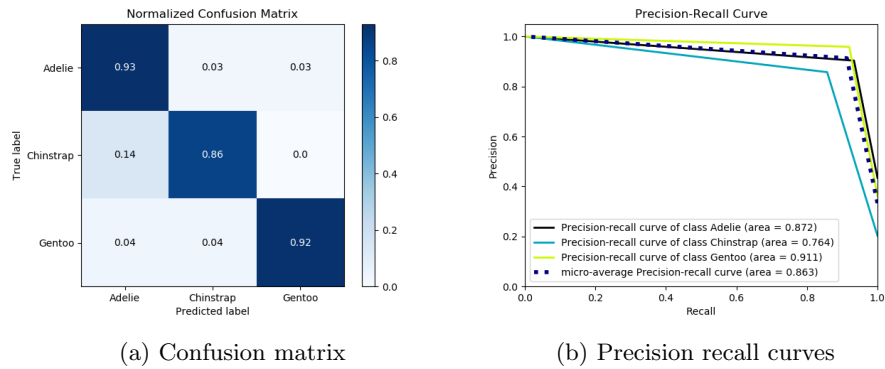 Normalized Confusion Matrix
Adelie
Chinstrap
Gentoo
True label
0.93 0.03 0.03
0.14 0.86 0.0
0.04 0.04 0.92
Adelie Chinstrap Gentoo
Predicted label
0.8
0.6
0.4
0.2
0.0
(a) Confusion matrix
Precision-Recall Curve
Precision
1.0
0.8
0.6
0.4
0.2
0.0
Precision-recall curve of class Adelie (area = 0.872)
Precision-recall curve of class Chinstrap (area = 0.764)
Precision-recall curve of class Gentoo (area = 0.911)
micro-average Precision-recall curve (area = 0.863)
0.0 0.2 0.4 0.6 0.8 1.0
Recall
(b) Precision recall curves